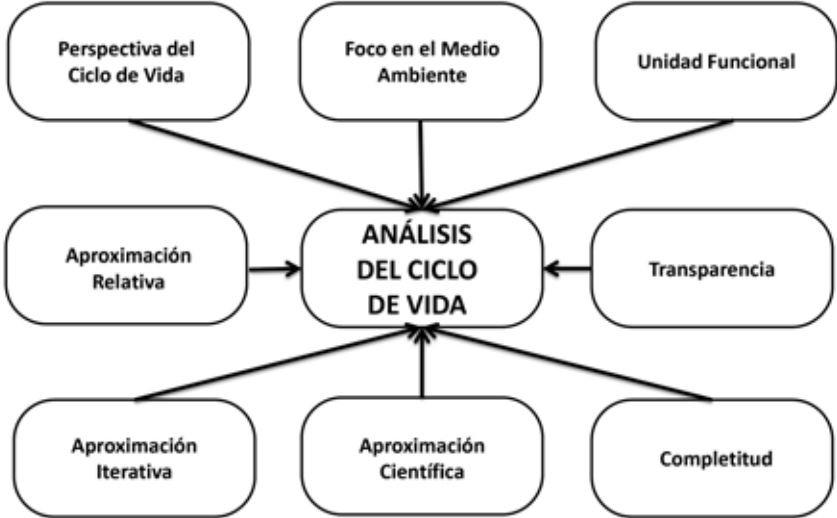 Perspectiva del
Ciclo de Vida
Foco en el Medio
Ambiente
Unidad Funcional
Aproximación
Relativa
ANÁLISIS
DEL CICLO
DE VIDA
Transparencia
Aproximación
Iterativa
Aproximación
Científica
Completitud